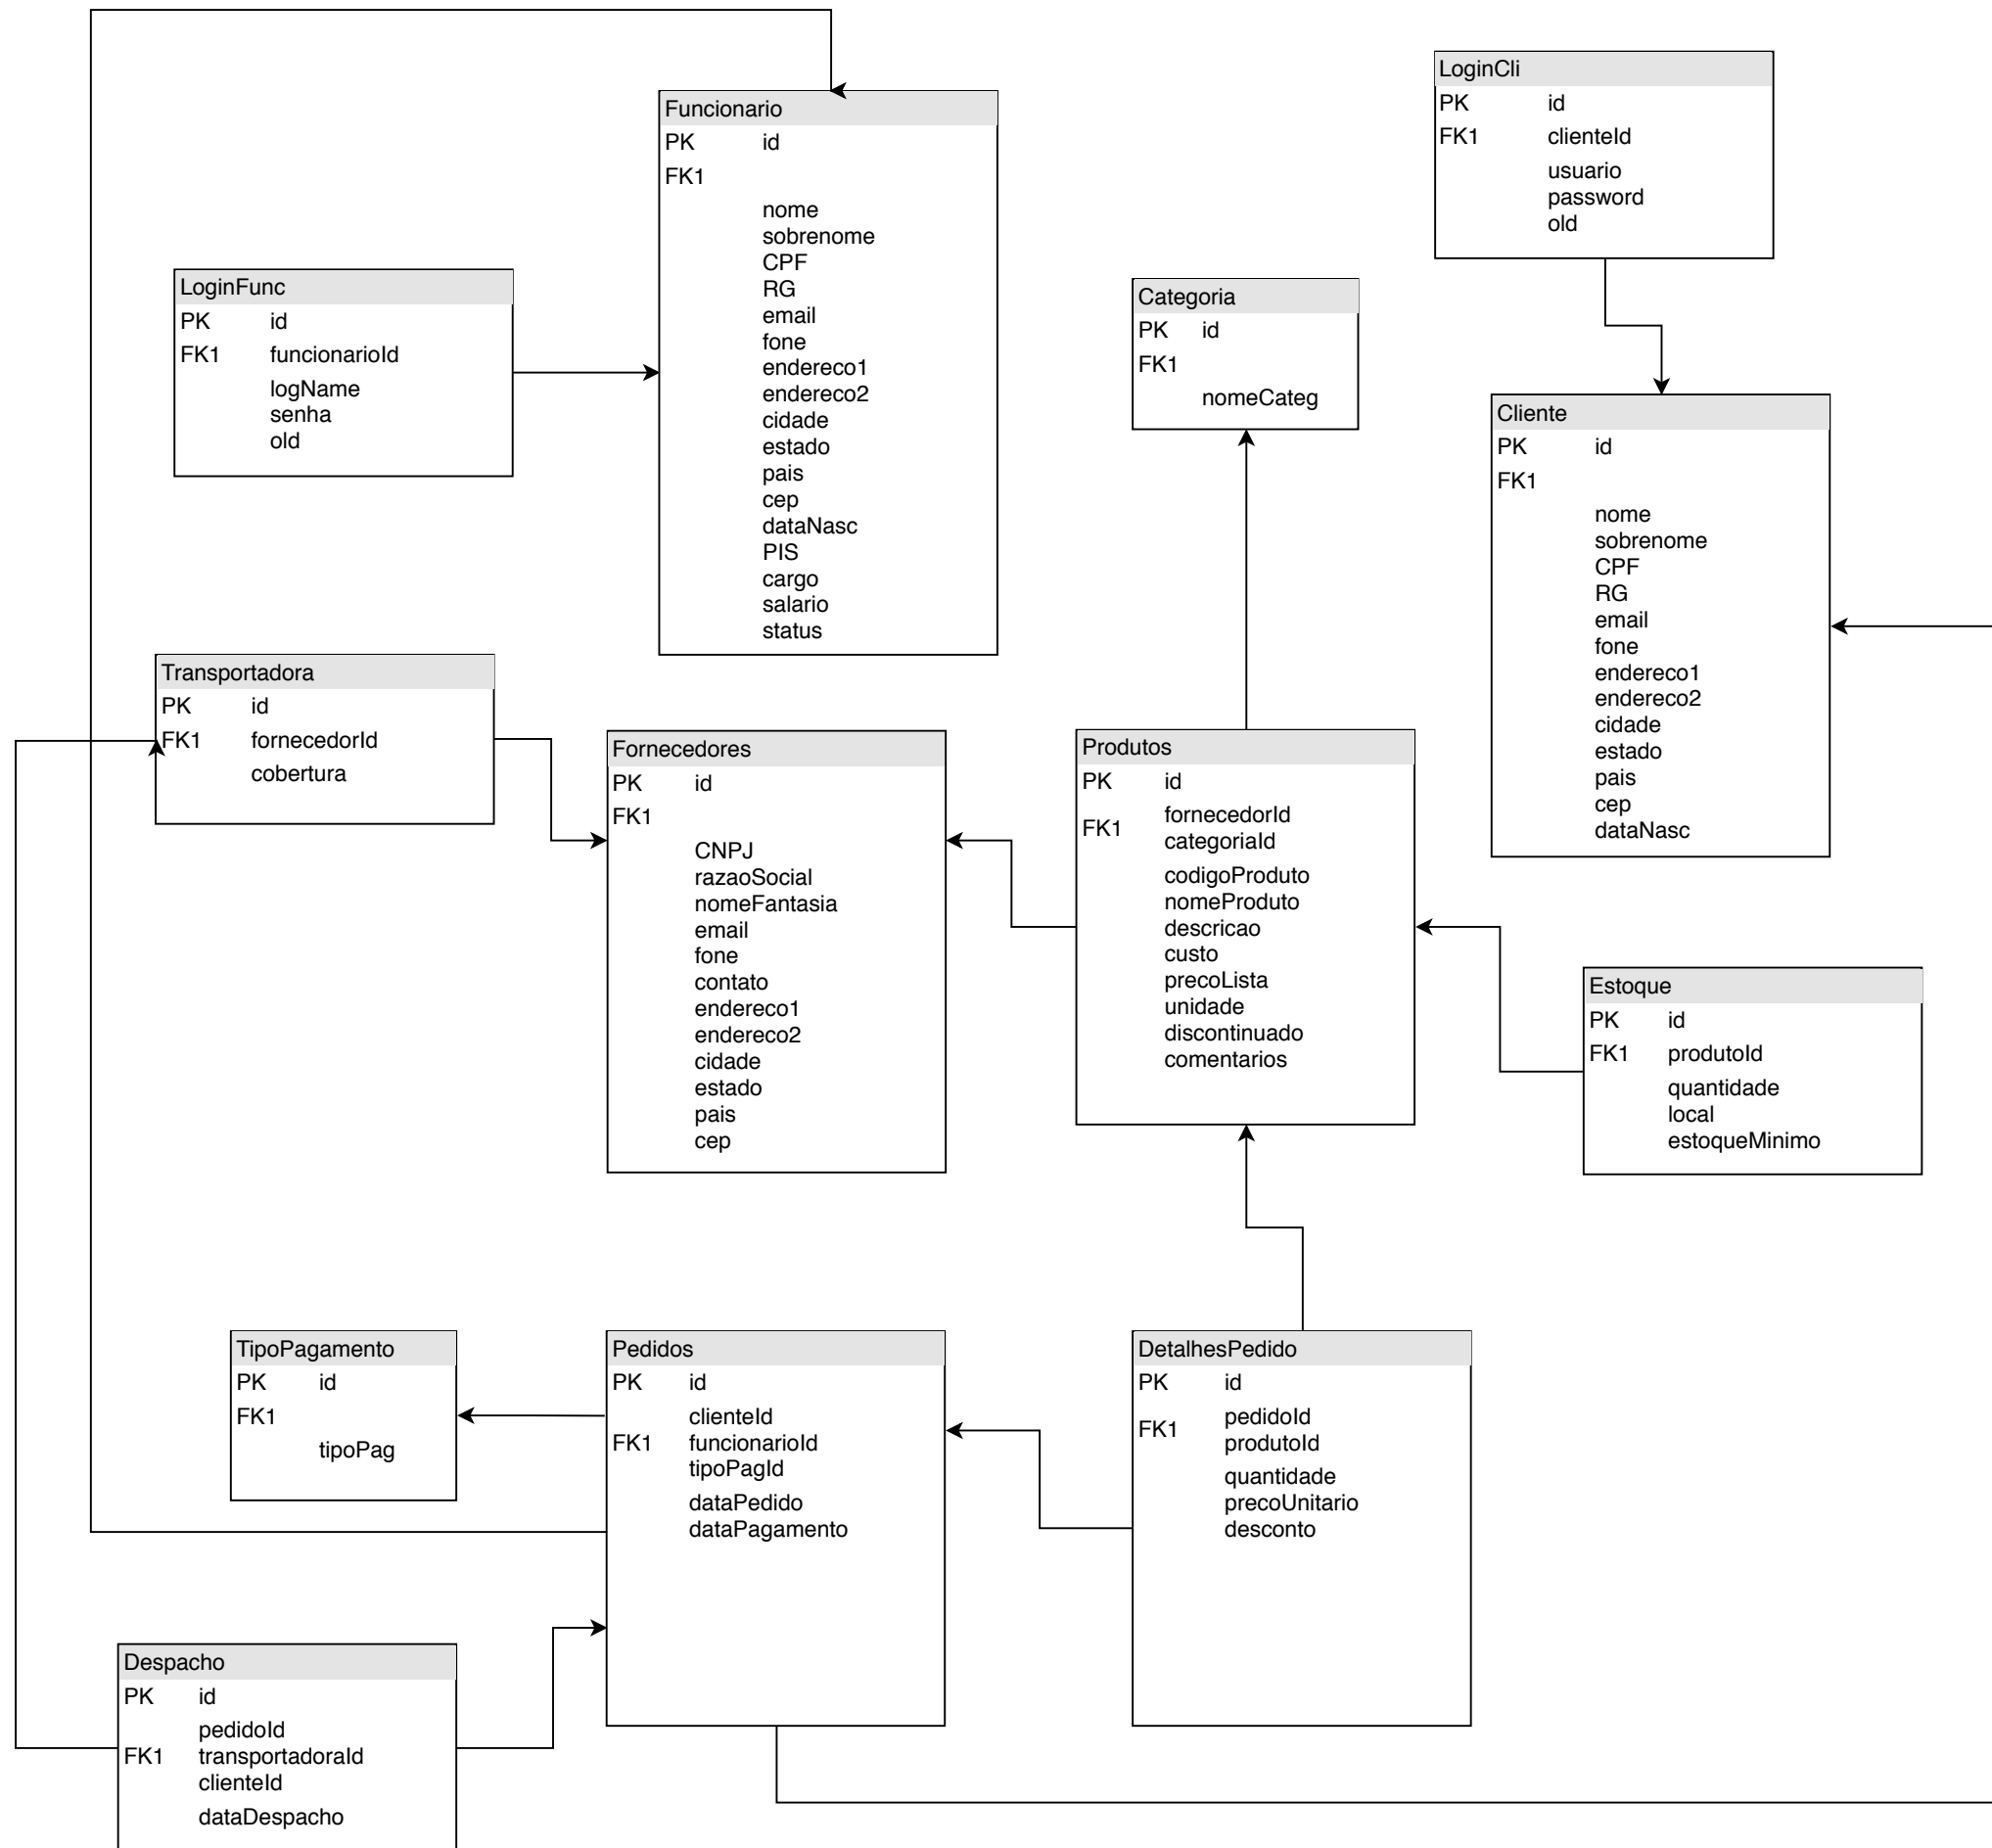 LoginCli
PK id
FK1 clienteId
usuario
password
old
Funcionario
PK id
FK1
nome
sobrenome
CPF
RG
email
fone
endereco1
endereco2
cidade
estado
pais
cep
dataNasc
PIS
cargo
salario
status
LoginFunc
PK id
FK1 funcionarioId
logName
senha
old
Categoria
PK id
FK1
nomeCateg
Cliente
PK id
FK1
nome
sobrenome
CPF
RG
email
fone
endereco1
endereco2
cidade
estado
pais
cep
dataNasc
Transportadora
PK id
FK1 fornecedorId
cobertura
Fornecedores
PK id
FK1
CNPJ
razaoSocial
nomeFantasia
email
fone
contato
endereco1
endereco2
cidade
estado
pais
cep
Produtos
PK id
fornecedorId
FK1
categoriaId
codigoProduto
nomeProduto
descricao
custo
precoLista
unidade
discontinuado
comentarios
Estoque
PK id
FK1 produtoId
quantidade
local
estoqueMinimo
TipoPagamento
PK id
FK1
tipoPag
Pedidos
PK id
clienteId
FK1 funcionarioId
tipoPagId
dataPedido
dataPagamento
DetalhesPedido
PK id
pedidoId
FK1
produtoId
quantidade
precoUnitario
desconto
Despacho
PK id
pedidoId
FK1 transportadoraId
clienteId
dataDespacho